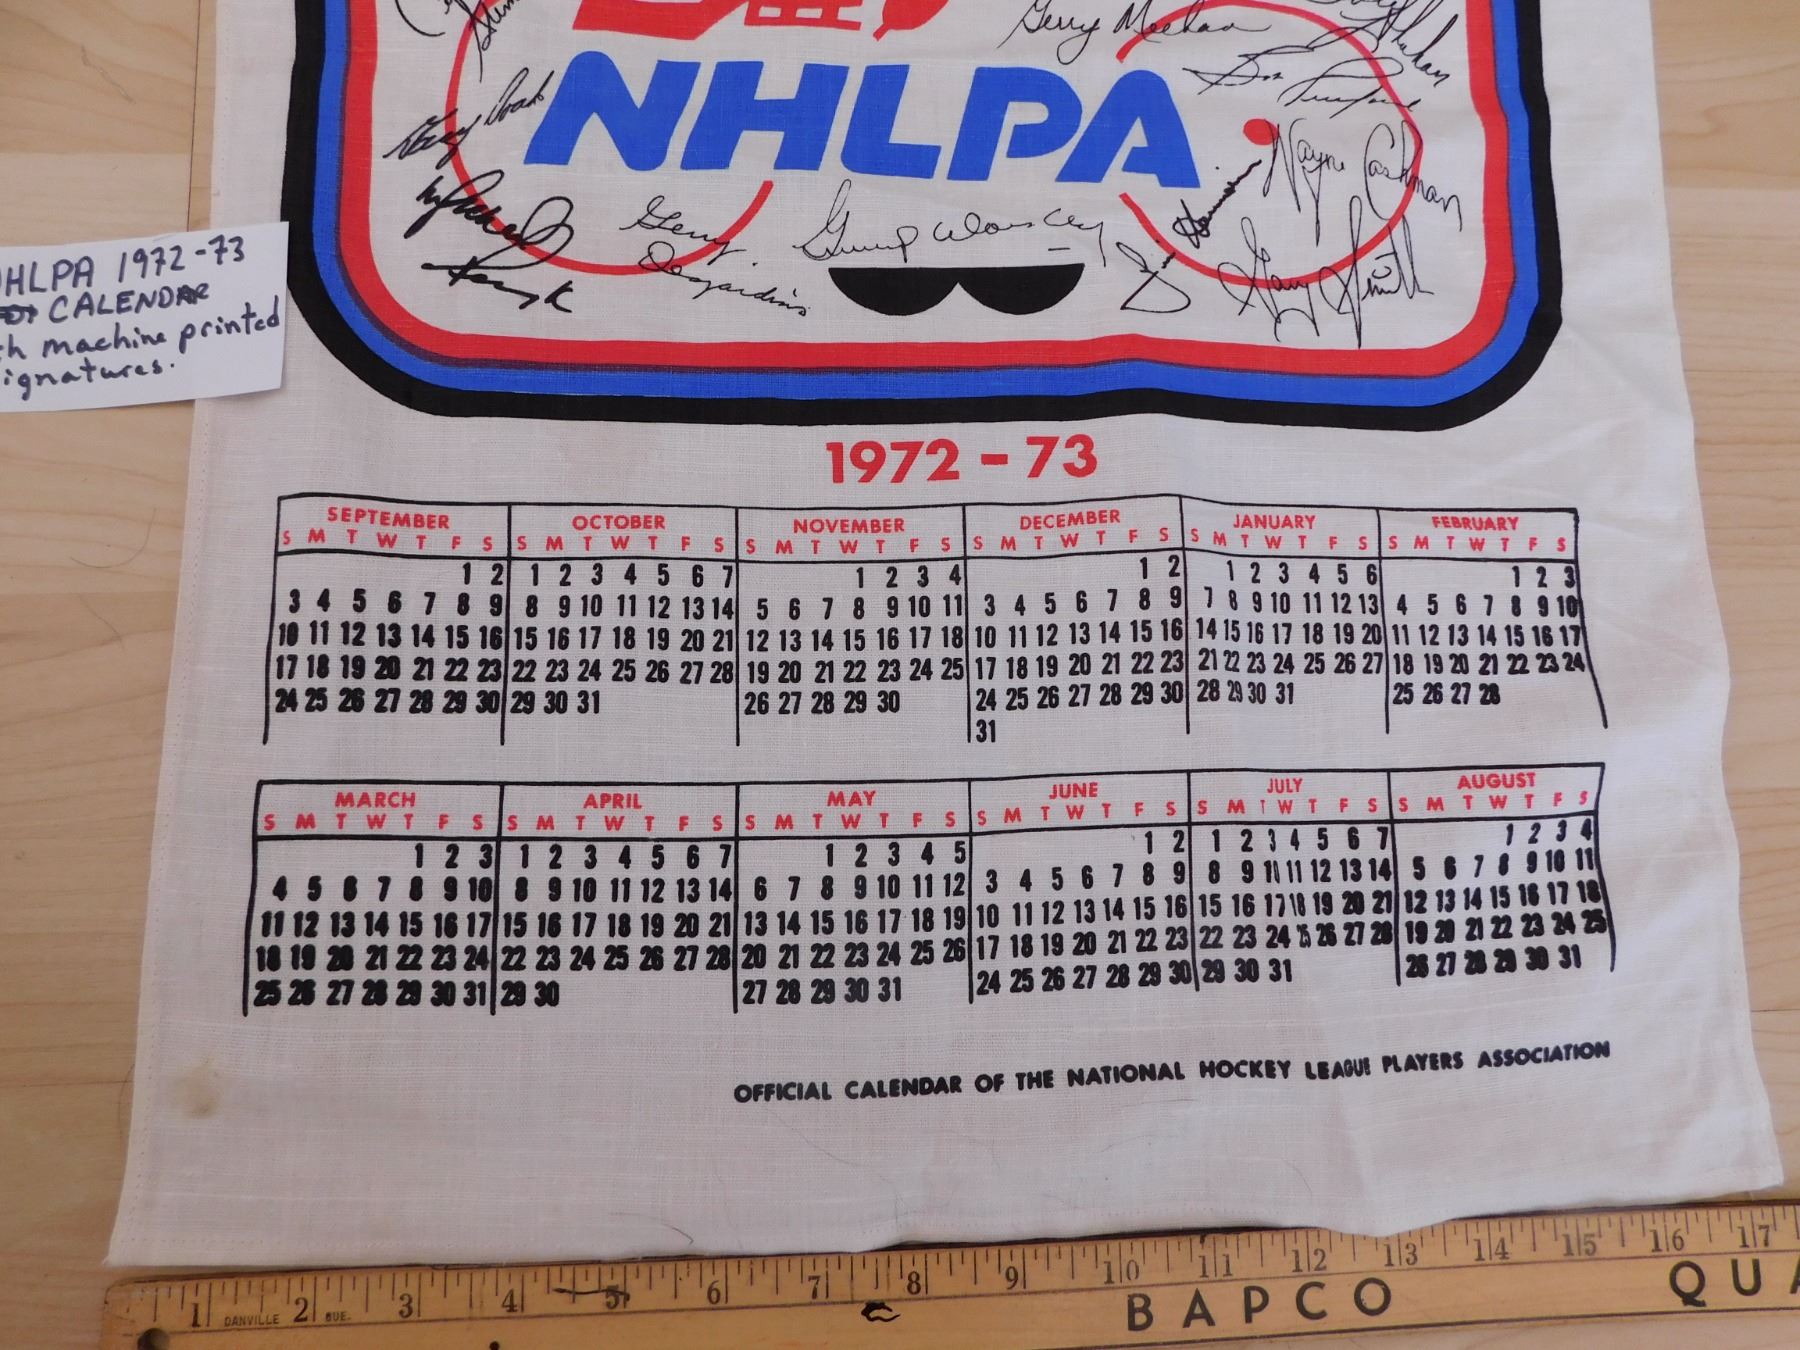 Gerry Meehan
NHLPA
Wayne Cashman
Gerry Desjardins
Gump Worsley
Gary Smith
1972-73
CALENDAR
machine printed
1972 - 73
SEPTEMBER OCTOBER NOVEMBER DECEMBER JANUARY FEBRUARY
S M T W T F S S M T W T F S S M T W T F S S M T W T F S S M T W T F S S M T W T F S
1 2 1 2 3 4 5 6 7 1 2 3 4 1 2 1 2 3 4 5 6 1 2 3
3 4 5 6 7 8 9 8 9 10 11 12 13 14 5 6 7 8 9 10 11 3 4 5 6 7 8 9 7 8 9 10 11 12 13 4 5 6 7 8 9 10
10 11 12 13 14 15 16 15 16 17 18 19 20 21 12 13 14 15 16 17 18 10 11 12 13 14 15 16 14 15 16 17 18 19 20 11 12 13 14 15 16 17
17 18 19 20 21 22 23 22 23 24 25 26 27 28 19 20 21 22 23 24 25 17 18 19 20 21 22 23 21 22 23 24 25 26 27 18 19 20 21 22 23 24
24 25 26 27 28 29 30 29 30 31 26 27 28 29 30 24 25 26 27 28 29 30 28 29 30 31 25 26 27 28
31
MARCH APRIL MAY JUNE JULY AUGUST
S M T W T F S S M T W T F S S M T W T F S S M T W T F S S M T W T F S S M T W T F S
1 2 3 1 2 3 4 5 6 7 1 2 3 4 5 1 2 1 2 3 4 5 6 7 1 2 3 4
4 5 6 7 8 9 10 8 9 10 11 12 13 14 6 7 8 9 10 11 12 3 4 5 6 7 8 9 8 9 10 11 12 13 14 5 6 7 8 9 10 11
11 12 13 14 15 16 17 15 16 17 18 19 20 21 13 14 15 16 17 18 19 10 11 12 13 14 15 16 15 16 17 18 19 20 21 12 13 14 15 16 17 18
18 19 20 21 22 23 24 22 23 24 25 26 27 28 20 21 22 23 24 25 26 17 18 19 20 21 22 23 22 23 24 25 26 27 28 19 20 21 22 23 24 25
25 26 27 28 29 30 31 29 30 27 28 29 30 31 24 25 26 27 28 29 30 29 30 31 26 27 28 29 30 31
OFFICIAL CALENDAR OF THE NATIONAL HOCKEY LEAGUE PLAYERS ASSOCIATION
1 2 3 4 5 6 7 8 9 10 11 12 13 14 15 16 17
DANVILLE QUE.
BAPCO QUA